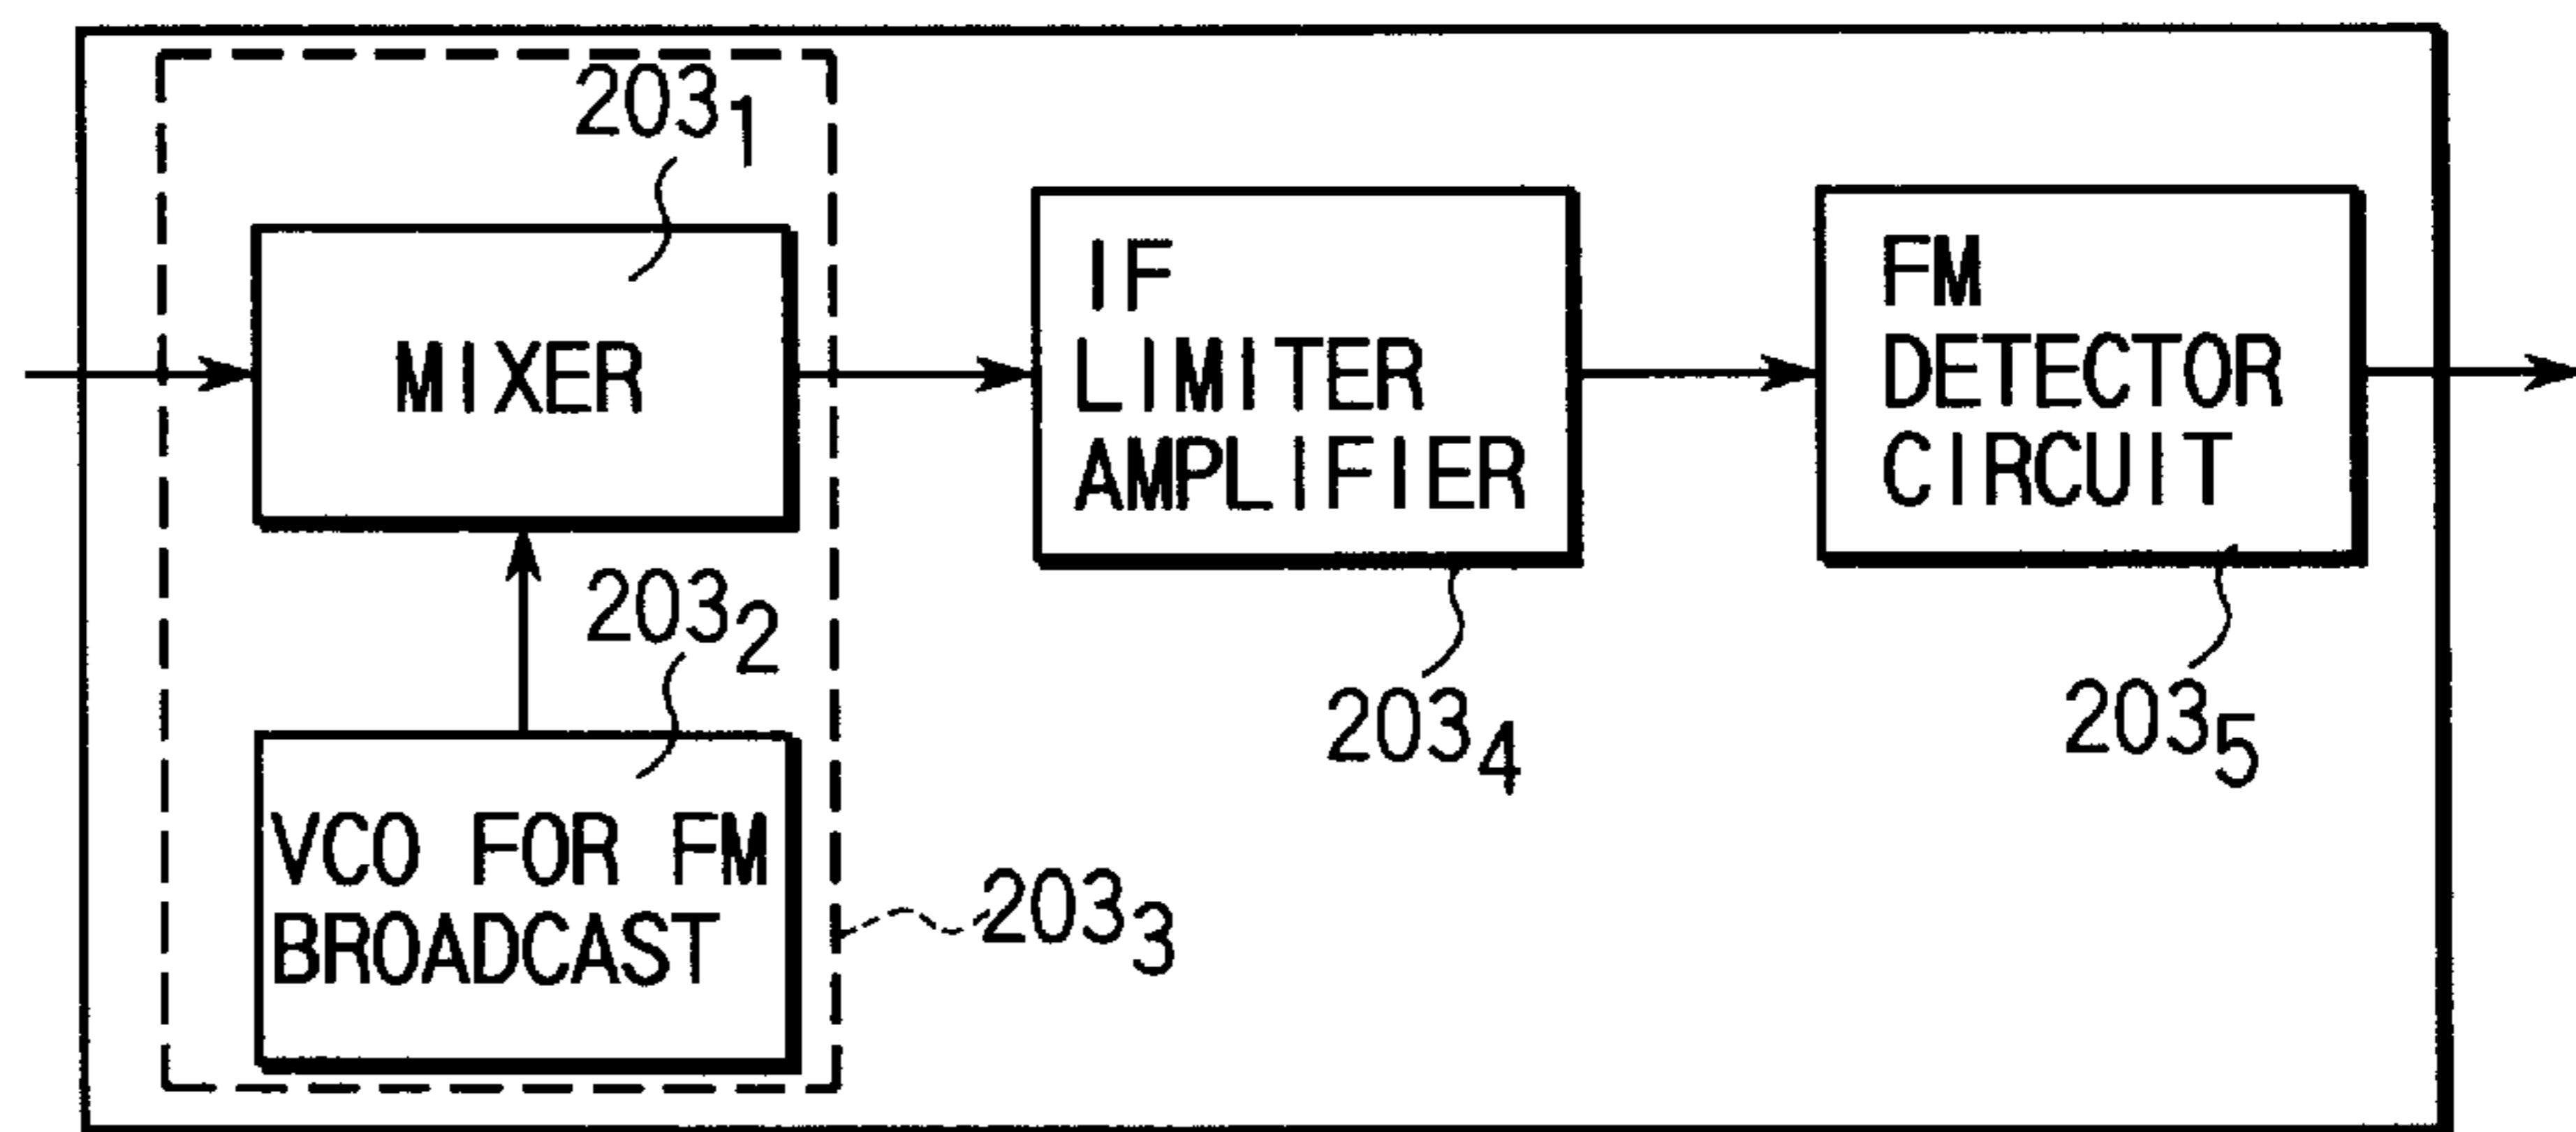 203₁
MIXER
IF
LIMITER
AMPLIFIER
FM
DETECTOR
CIRCUIT
203₂
VCO FOR FM
BROADCAST
203₃
203₄
203₅